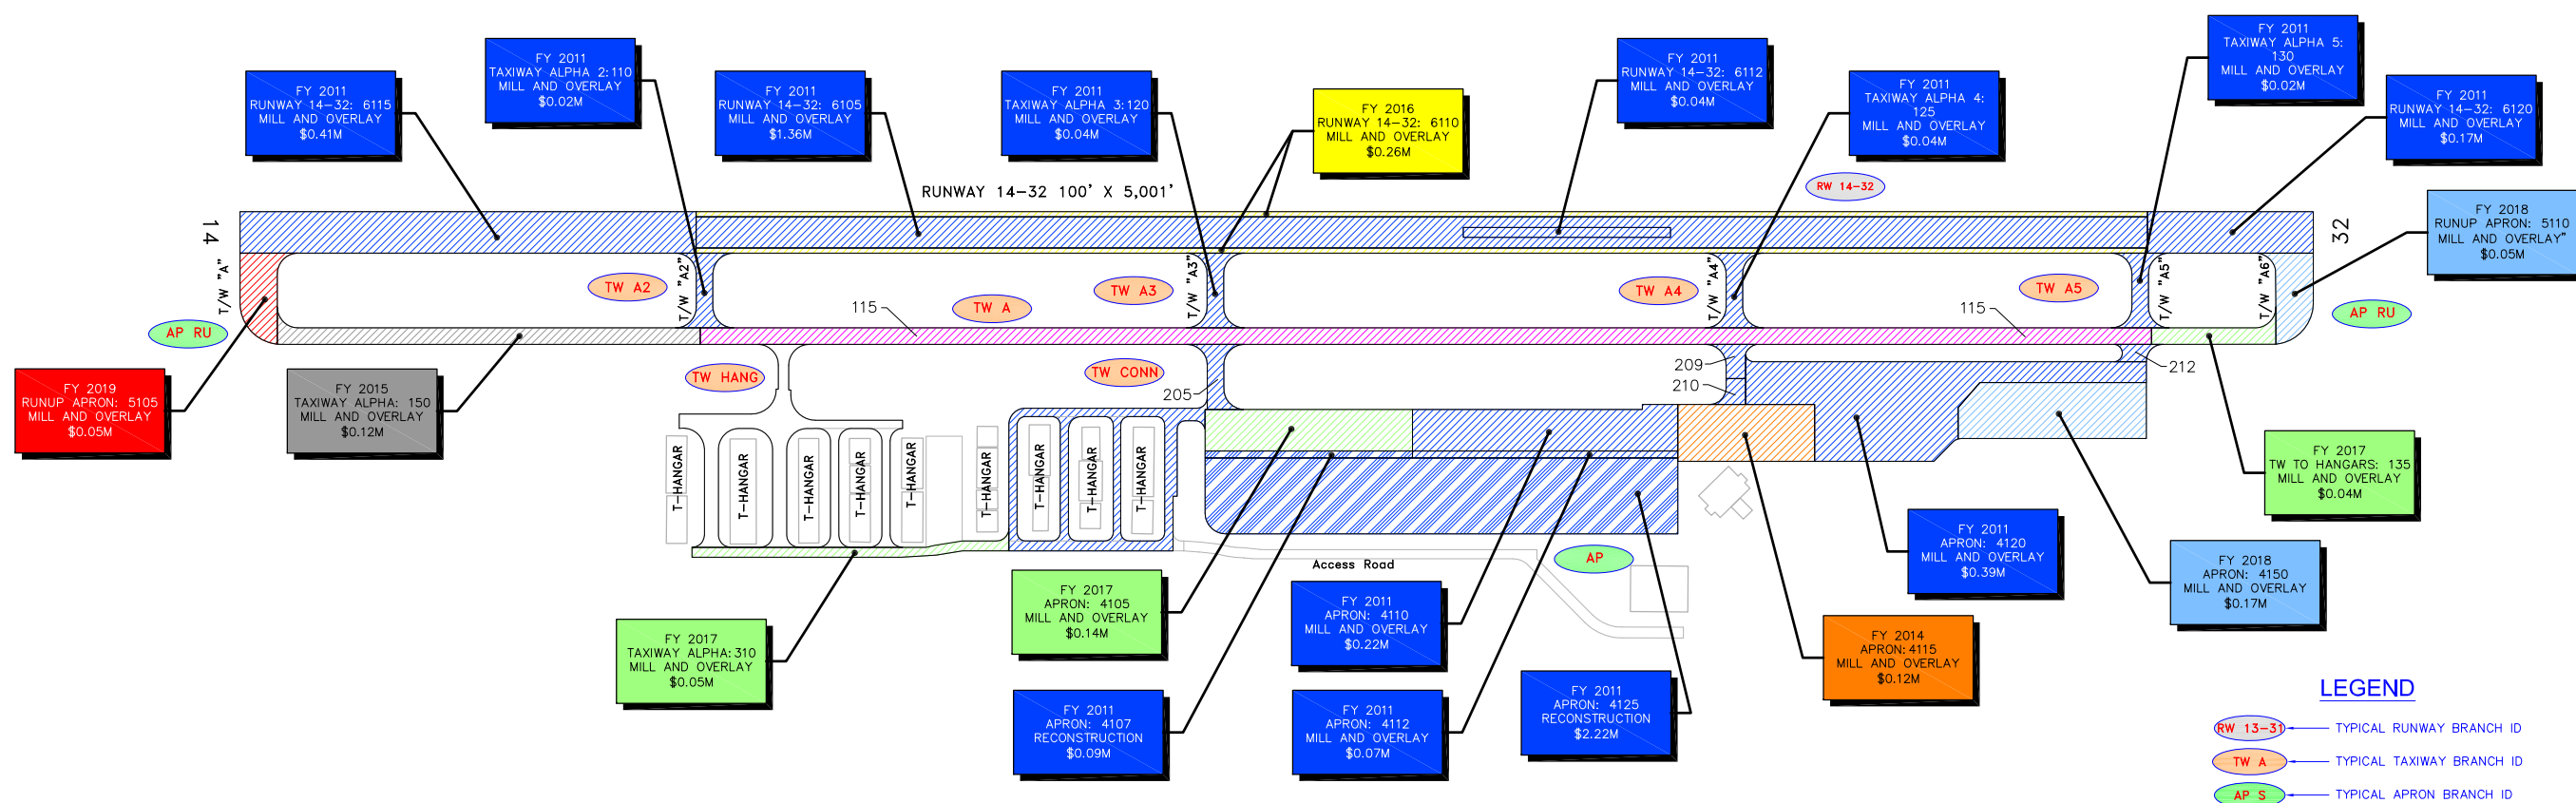 FY 2011
RUNWAY 14-32: 6115
MILL AND OVERLAY
$0.41M
FY 2011
TAXIWAY ALPHA 2:110
MILL AND OVERLAY
$0.02M
FY 2011
RUNWAY 14-32: 6105
MILL AND OVERLAY
$1.36M
FY 2011
TAXIWAY ALPHA 3:120
MILL AND OVERLAY
$0.04M
FY 2016
RUNWAY 14-32: 6110
MILL AND OVERLAY
$0.26M
FY 2011
RUNWAY 14-32: 6112
MILL AND OVERLAY
$0.04M
FY 2011
TAXIWAY ALPHA 4:
125
MILL AND OVERLAY
$0.04M
FY 2011
TAXIWAY ALPHA 5:
130
MILL AND OVERLAY
$0.02M
FY 2011
RUNWAY 14-32: 6120
MILL AND OVERLAY
$0.17M
FY 2018
RUNUP APRON: 5110
MILL AND OVERLAY"
$0.05M
RUNWAY 14-32 100' X 5,001'
RW 14-32
14
32
T/W "A"
T/W "A2"
T/W "A3"
T/W "A4"
T/W "A5"
T/W "A6"
TW A2
TW A
TW A3
TW A4
TW A5
115
115
AP RU
AP RU
TW HANG
TW CONN
205
209
210
212
FY 2019
RUNUP APRON: 5105
MILL AND OVERLAY
$0.05M
FY 2015
TAXIWAY ALPHA: 150
MILL AND OVERLAY
$0.12M
T-HANGAR
T-HANGAR
T-HANGAR
T-HANGAR
T-HANGAR
T-HANGAR
T-HANGAR
T-HANGAR
T-HANGAR
Access Road
AP
FY 2017
TW TO HANGARS: 135
MILL AND OVERLAY
$0.04M
FY 2011
APRON: 4120
MILL AND OVERLAY
$0.39M
FY 2018
APRON: 4150
MILL AND OVERLAY
$0.17M
FY 2017
TAXIWAY ALPHA:310
MILL AND OVERLAY
$0.05M
FY 2017
APRON: 4105
MILL AND OVERLAY
$0.14M
FY 2011
APRON: 4110
MILL AND OVERLAY
$0.22M
FY 2014
APRON:4115
MILL AND OVERLAY
$0.12M
FY 2011
APRON: 4107
RECONSTRUCTION
$0.09M
FY 2011
APRON: 4112
MILL AND OVERLAY
$0.07M
FY 2011
APRON: 4125
RECONSTRUCTION
$2.22M
LEGEND
RW 13-31 TYPICAL RUNWAY BRANCH ID
TW A TYPICAL TAXIWAY BRANCH ID
AP S TYPICAL APRON BRANCH ID